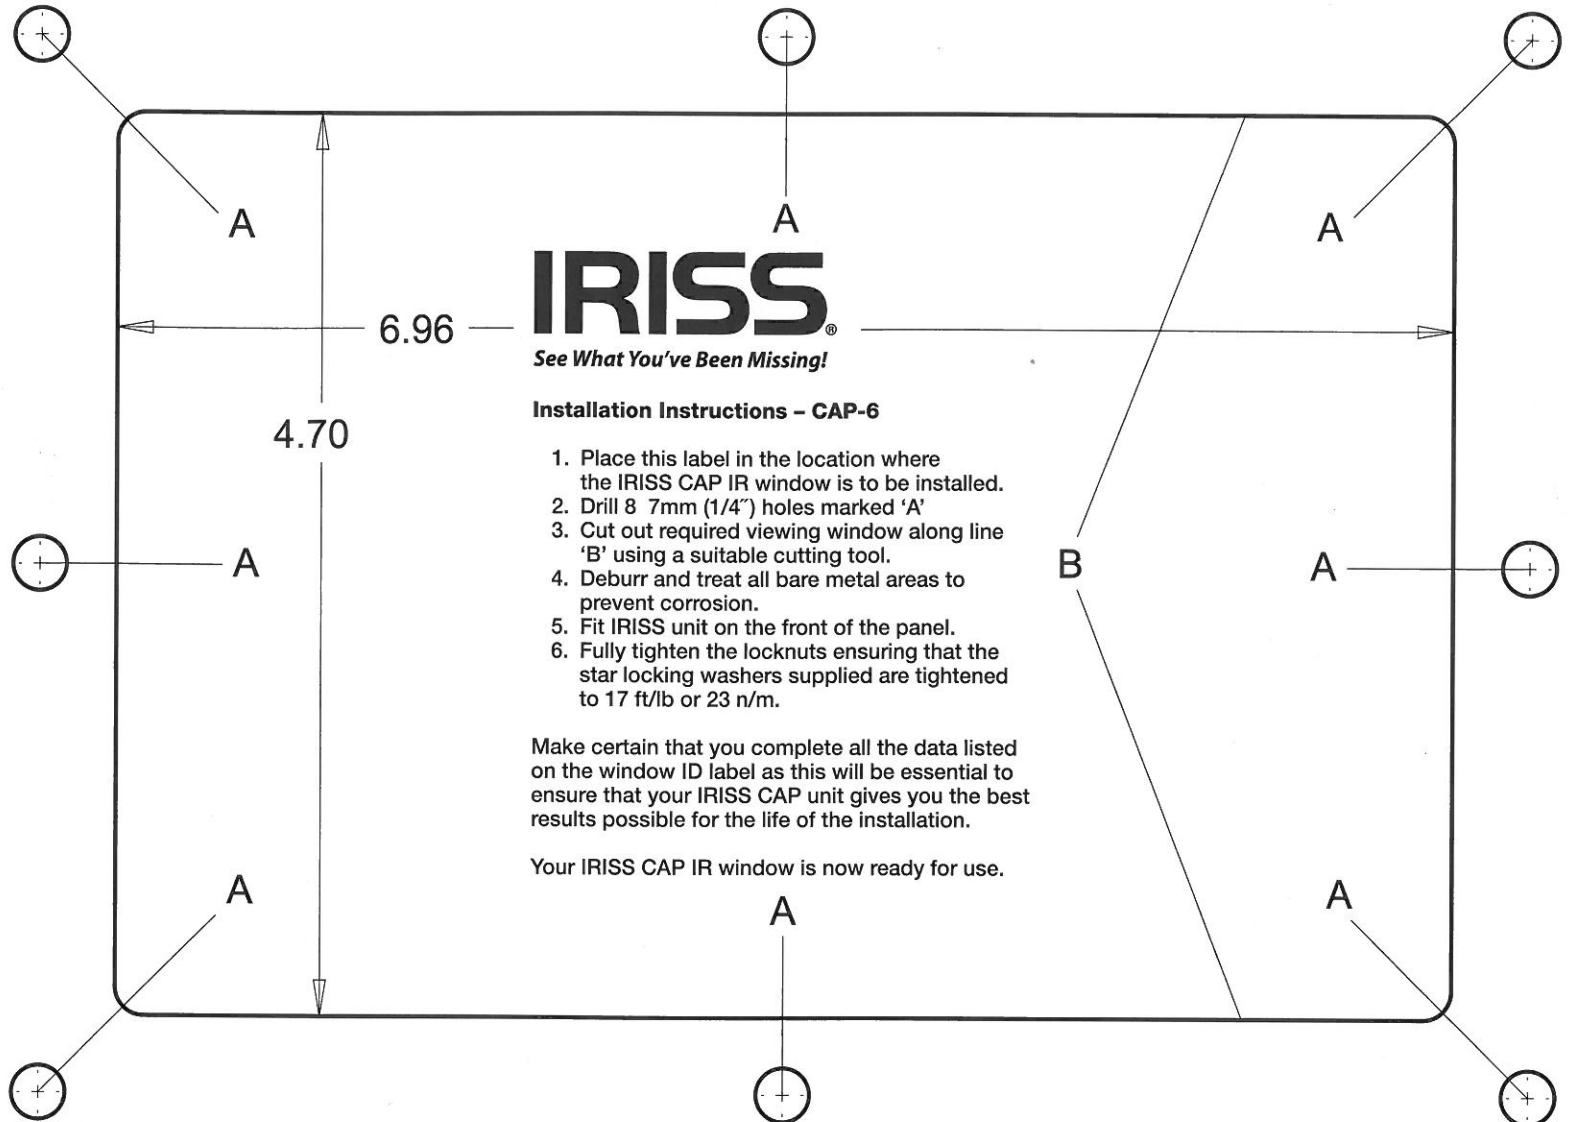 A
A
A
IRISS®
6.96
See What You've Been Missing!
Installation Instructions – CAP-6
4.70
1. Place this label in the location where
the IRISS CAP IR window is to be installed.
2. Drill 8 7mm (1/4˝) holes marked ‘A’
3. Cut out required viewing window along line
‘B’ using a suitable cutting tool.
A
B
A
4. Deburr and treat all bare metal areas to
prevent corrosion.
5. Fit IRISS unit on the front of the panel.
6. Fully tighten the locknuts ensuring that the
star locking washers supplied are tightened
to 17 ft/lb or 23 n/m.
Make certain that you complete all the data listed
on the window ID label as this will be essential to
ensure that your IRISS CAP unit gives you the best
results possible for the life of the installation.
Your IRISS CAP IR window is now ready for use.
A
A
A